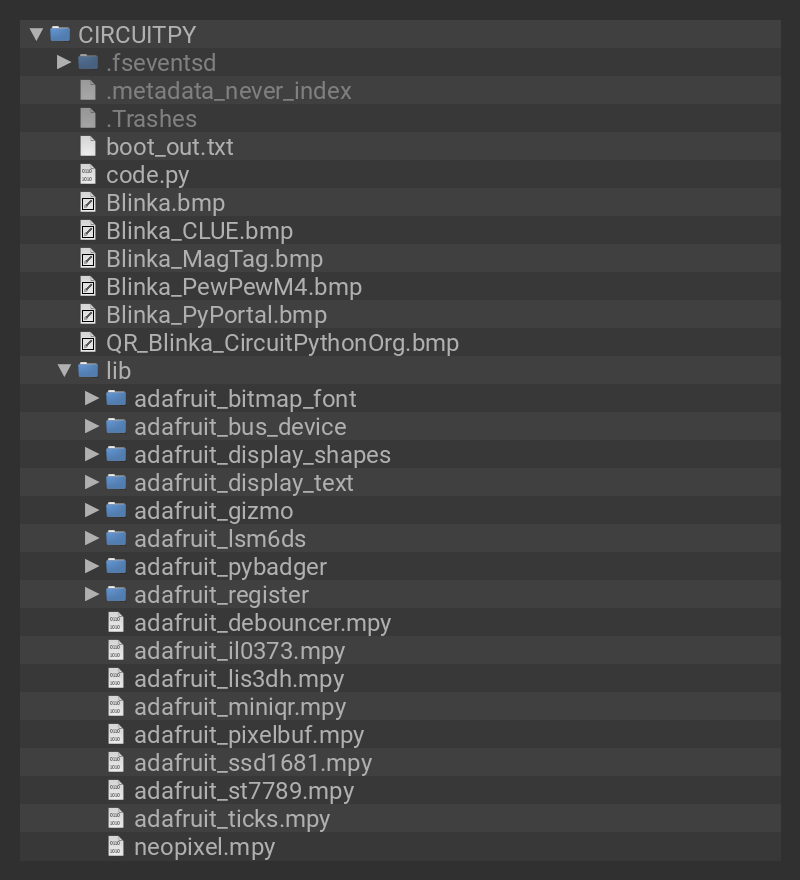 CIRCUITPY
.fseventsd
.metadata_never_index
.Trashes
boot_out.txt
code.py
Blinka.bmp
Blinka_CLUE.bmp
Blinka_MagTag.bmp
Blinka_PewPewM4.bmp
Blinka_PyPortal.bmp
QR_Blinka_CircuitPythonOrg.bmp
lib
adafruit_bitmap_font
adafruit_bus_device
adafruit_display_shapes
adafruit_display_text
adafruit_gizmo
adafruit_lsm6ds
adafruit_pybadger
adafruit_register
adafruit_debouncer.mpy
adafruit_il0373.mpy
adafruit_lis3dh.mpy
adafruit_miniqr.mpy
adafruit_pixelbuf.mpy
adafruit_ssd1681.mpy
adafruit_st7789.mpy
adafruit_ticks.mpy
neopixel.mpy